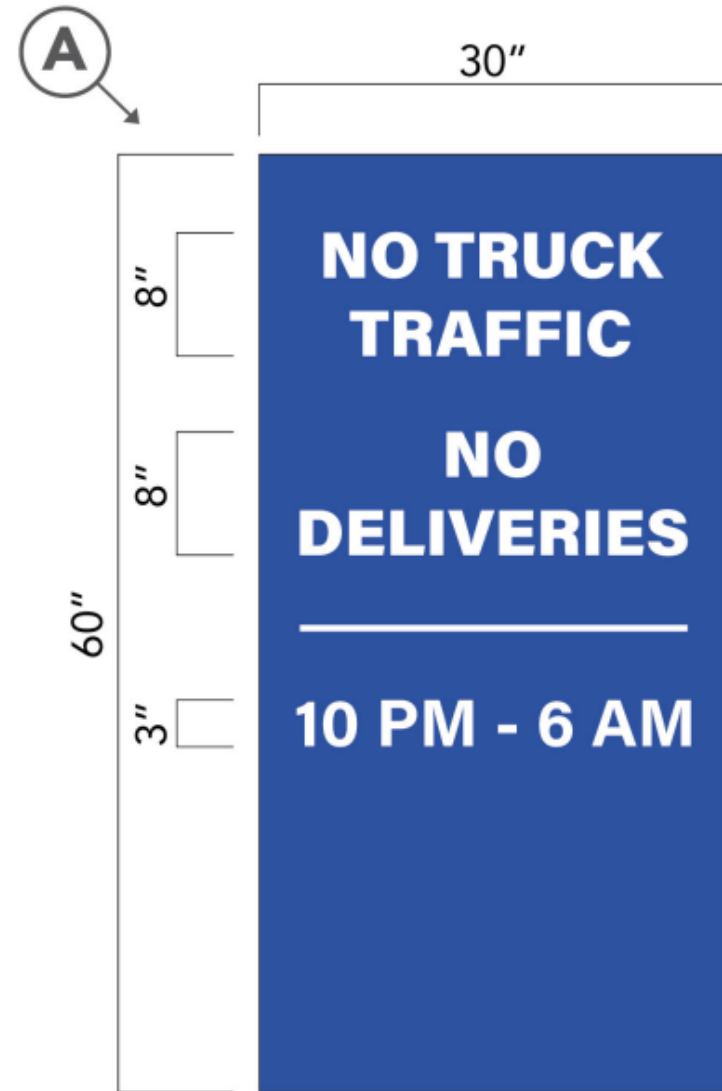 A
30”
NO TRUCK
TRAFFIC
8”
NO
DELIVERIES
8”
60”
10 PM - 6 AM
3”